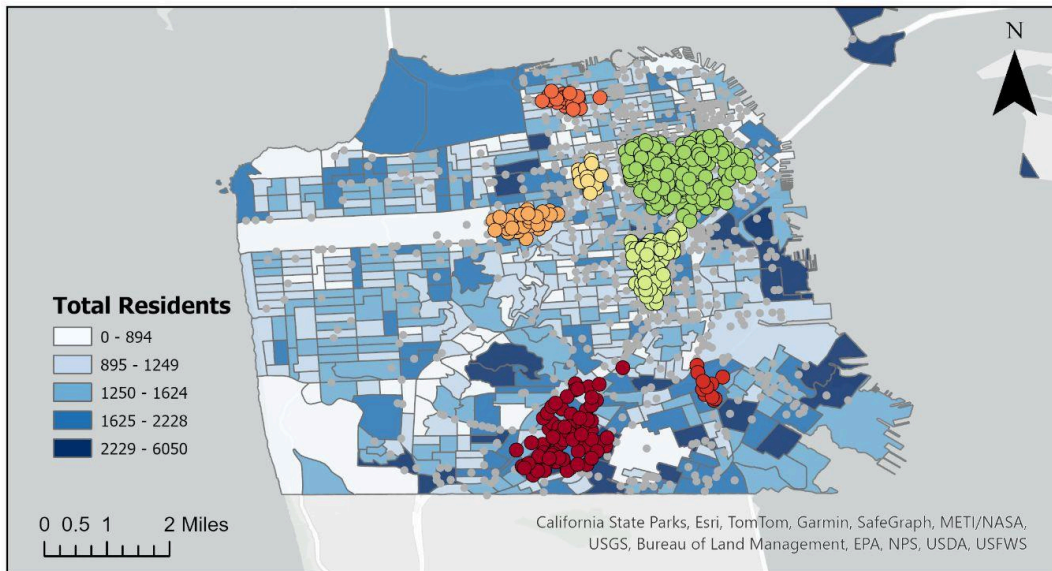 N
Total Residents
0 - 894
895 - 1249
1250 - 1624
1625 - 2228
2229 - 6050
0 0.5 1 2 Miles
California State Parks, Esri, TomTom, Garmin, SafeGraph, METI/NASA,
USGS, Bureau of Land Management, EPA, NPS, USDA, USFWS